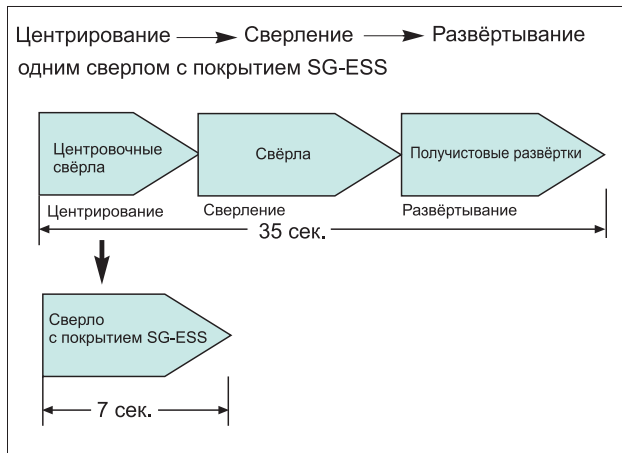 Центрирование → Сверление → Развёртывание
одним сверлом с покрытием SG-ESS
Центровочные
свёрла
Свёрла
Получистовые развёртки
Центрирование
Сверление
Развёртывание
35 сек.
Сверло
с покрытием SG-ESS
7 сек.